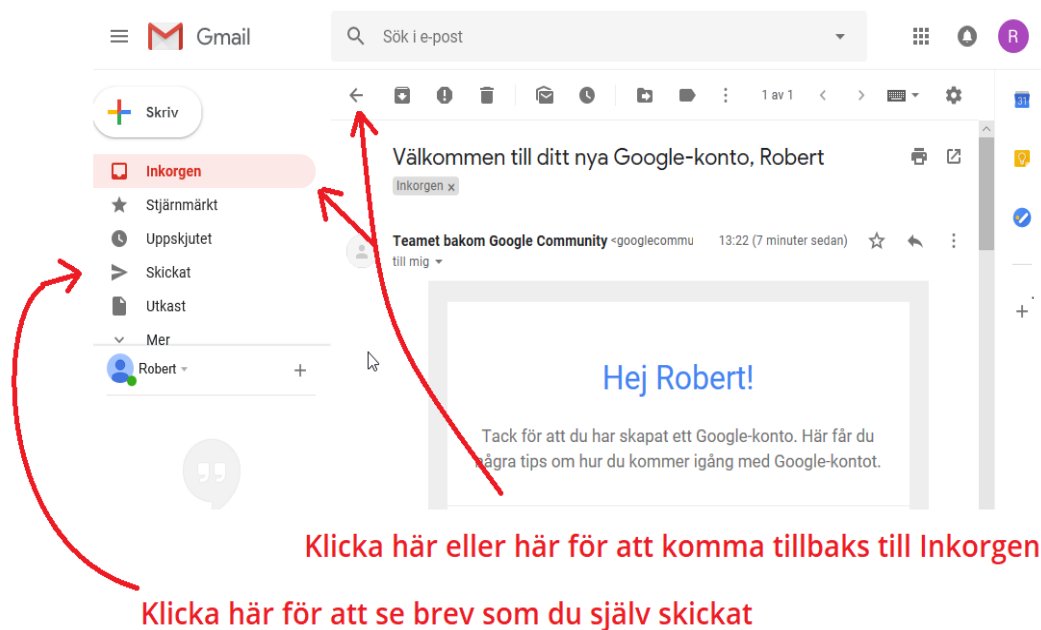 Gmail
Sök i e-post
R
Skriv
1 av 1
31
Inkorgen
Välkommen till ditt nya Google-konto, Robert
Inkorgen x
Stjärnmärkt
Uppskjutet
Teamet bakom Google Community <googlecommu 13:22 (7 minuter sedan)
till mig
Skickat
Utkast
Mer
Robert
Hej Robert!
Tack för att du har skapat ett Google-konto. Här får du
några tips om hur du kommer igång med Google-kontot.
Klicka här eller här för att komma tillbaks till Inkorgen
Klicka här för att se brev som du själv skickat